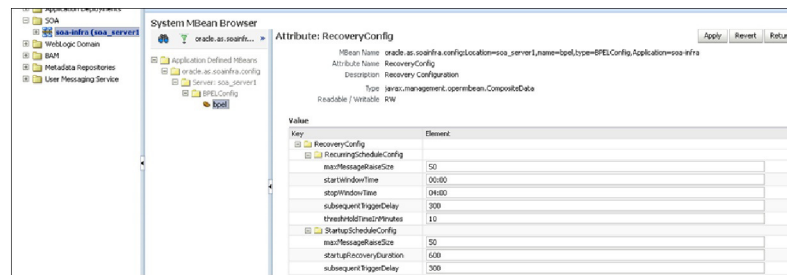 Application Deployments
SOA
soa-infra (soa_server1
WebLogic Domain
BAM
Metadata Repositories
User Messaging Service
System MBean Browser
oracle.as.soainfr... »
Application Defined MBeans
oracle.as.soainfra.config
Server: soa_server1
BPELConfig
bpel
Attribute: RecoveryConfig
Apply Revert Retur
MBean Name oracle.as.soainfra.config:Location=soa_server1,name=bpel,type=BPELConfig,Application=soa-infra
Attribute Name RecoveryConfig
Description Recovery Configuration
Type javax.management.openmbean.CompositeData
Readable / Writable RW
Value
Key Element
RecoveryConfig
RecurringScheduleConfig
maxMessageRaiseSize 50
startWindowTime 00:00
stopWindowTime 04:00
subsequentTriggerDelay 300
threshHoldTimeInMinutes 10
StartupScheduleConfig
maxMessageRaiseSize 50
startupRecoveryDuration 600
subsequentTriggerDelay 300